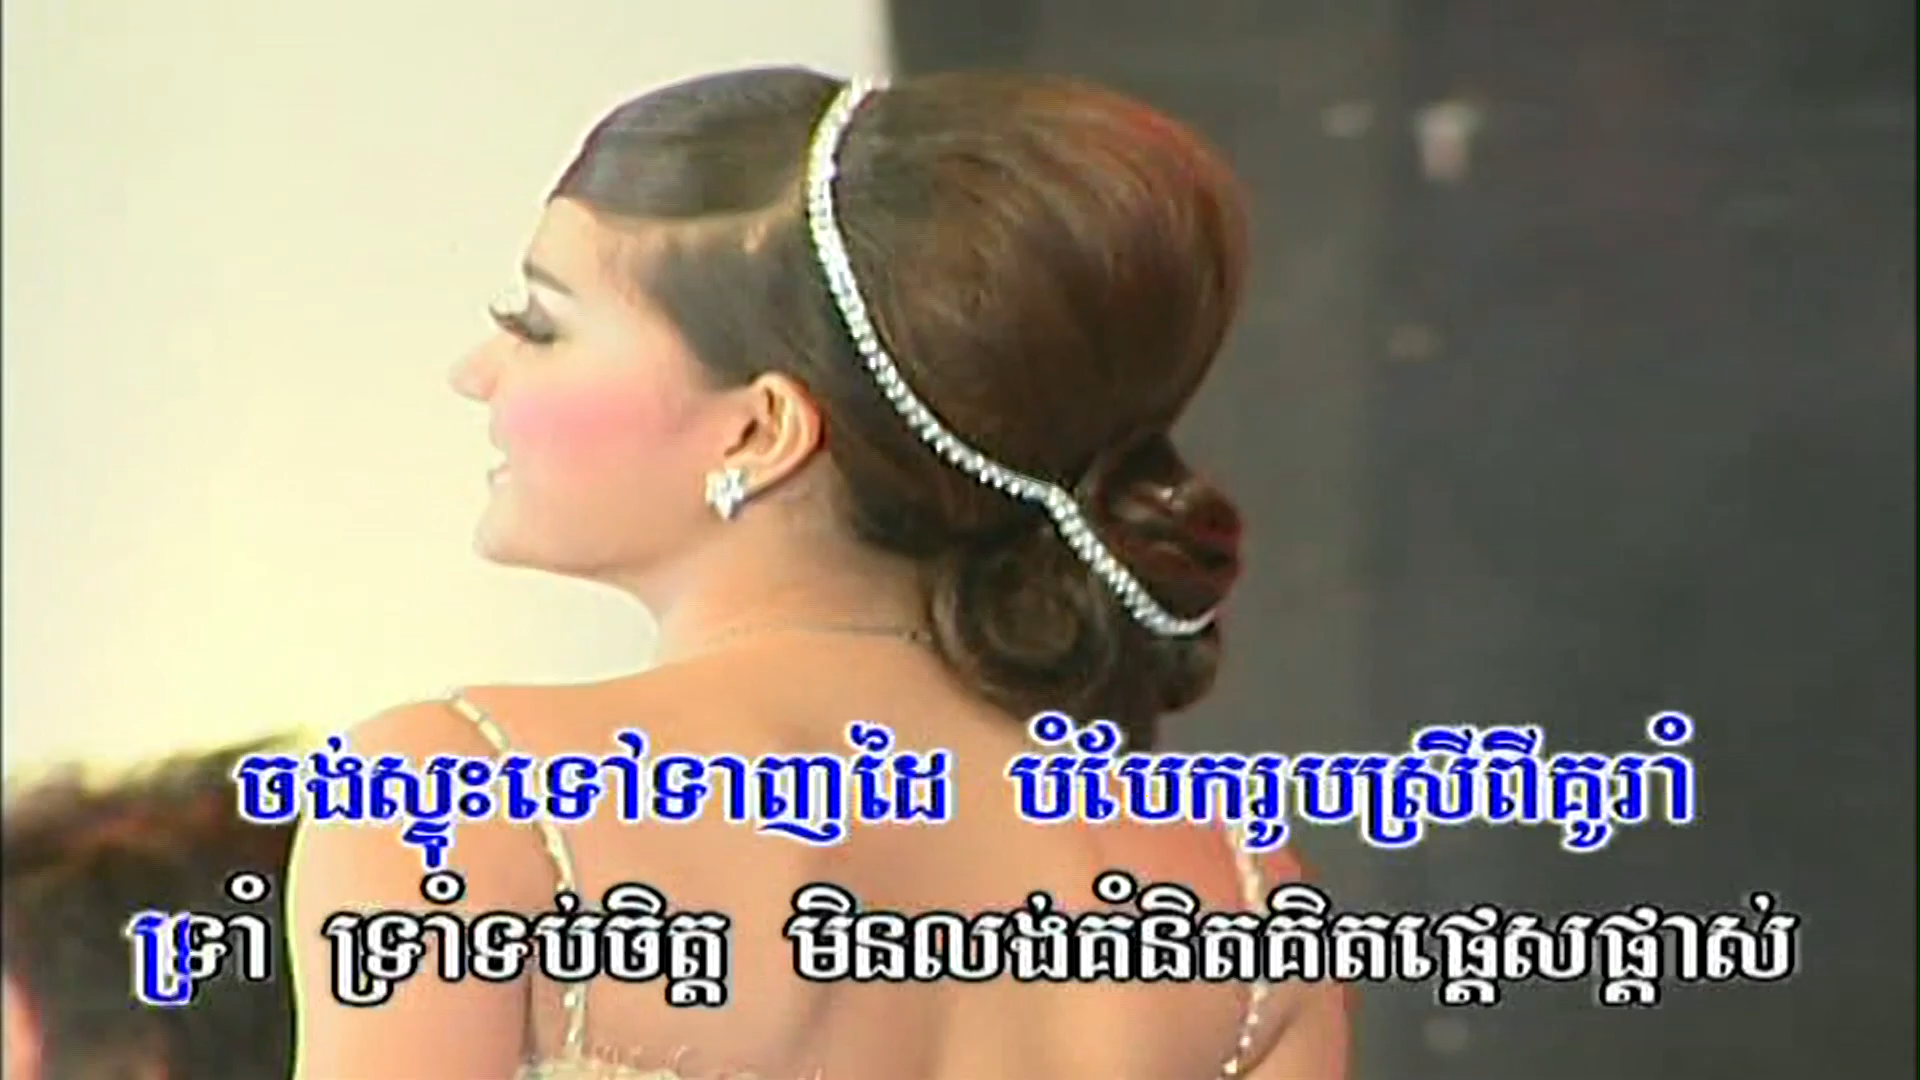 ចង់ស្ទុះទៅទាញដៃ បំបែករូបស្រីពីគូរាំ
ទ្រាំ ទ្រាំទប់ចិត្ត មិនលង់គំនិតគិតផ្ដេសផ្ដាស់